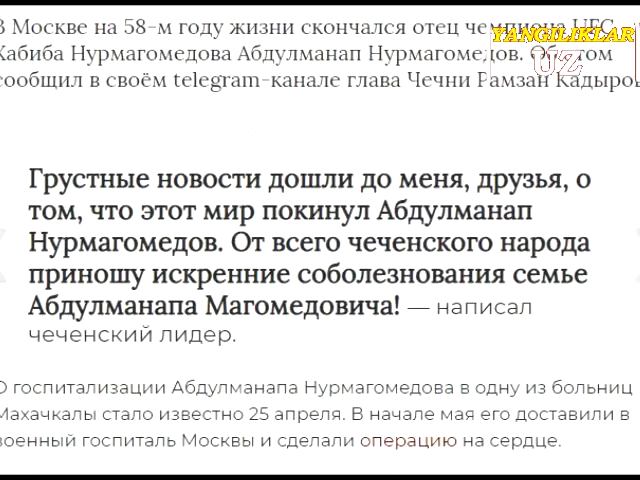 В Москве на 58-м году жизни скончался отец чемпиона UFC
YANGILIKLAR
UZ
Хабиба Нурмагомедова Абдулманап Нурмагомедов. Об этом
сообщил в своём telegram-канале глава Чечни Рамзан Кадыров
Грустные новости дошли до меня, друзья, о
том, что этот мир покинул Абдулманап
Нурмагомедов. От всего чеченского народа
приношу искренние соболезнования семье
Абдулманапа Магомедовича! — написал
чеченский лидер.
О госпитализации Абдулманапа Нурмагомедова в одну из больниц
Махачкалы стало известно 25 апреля. В начале мая его доставили в
военный госпиталь Москвы и сделали операцию на сердце.